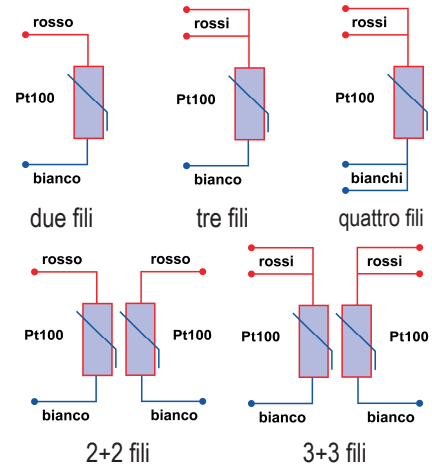 rosso
Pt100
bianco
due fili
rossi
Pt100
bianco
tre fili
rossi
Pt100
bianchi
quattro fili
rosso
rosso
Pt100
Pt100
bianco
bianco
2+2 fili
rossi
rossi
Pt100
Pt100
bianco
bianco
3+3 fili